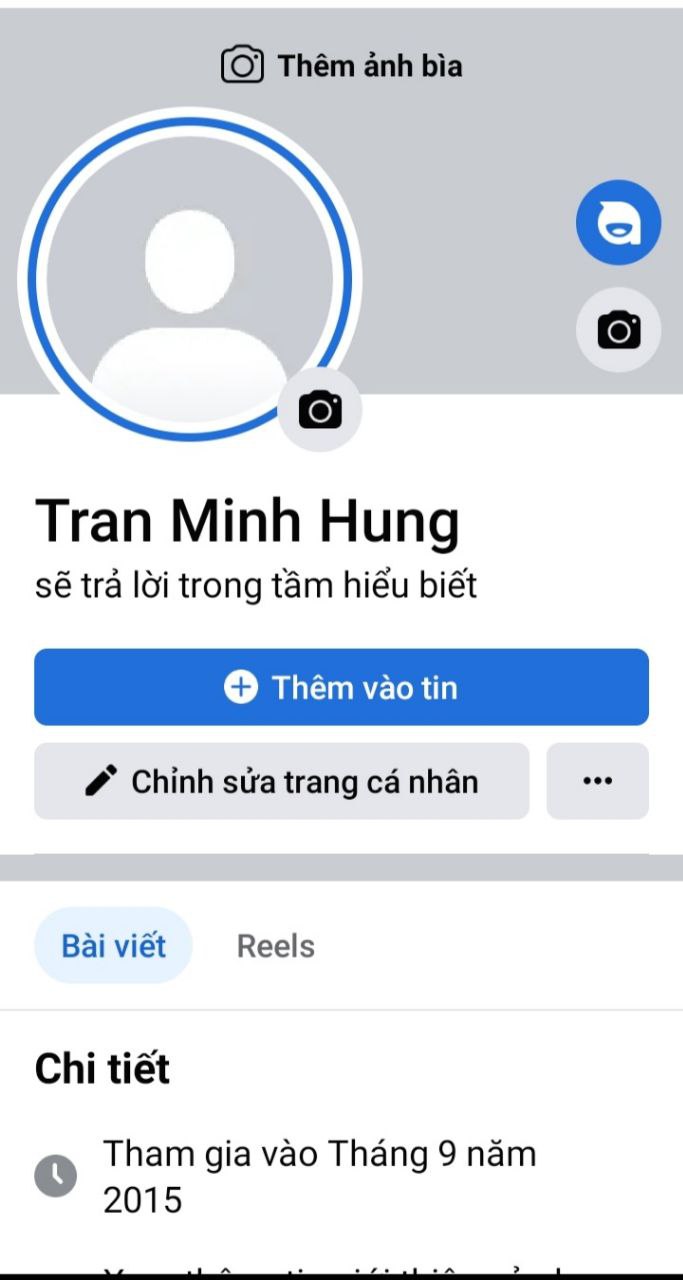 Thêm ảnh bìa
Tran Minh Hung
sẽ trả lời trong tầm hiểu biết
Thêm vào tin
Chỉnh sửa trang cá nhân
Bài viết
Reels
Chi tiết
Tham gia vào Tháng 9 năm
2015